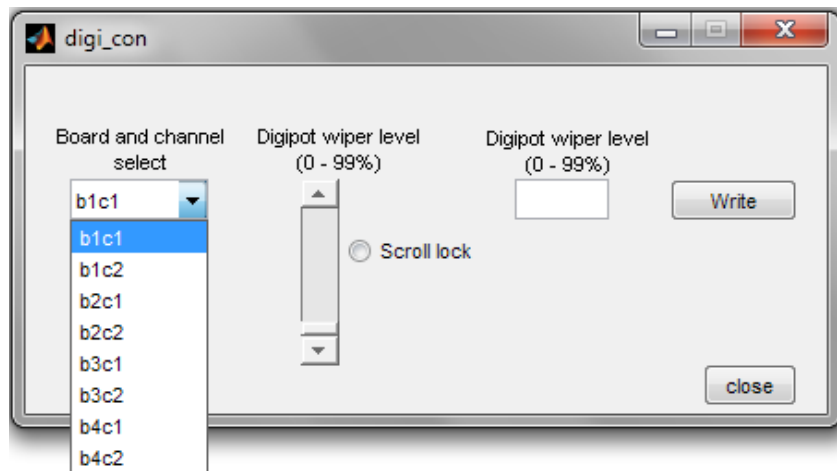 digi_con
Board and channel
select
Digipot wiper level
(0 - 99%)
Digipot wiper level
(0 - 99%)
b1c1
Write
b1c1
Scroll lock
b1c2
b2c1
b2c2
b3c1
b3c2
close
b4c1
b4c2